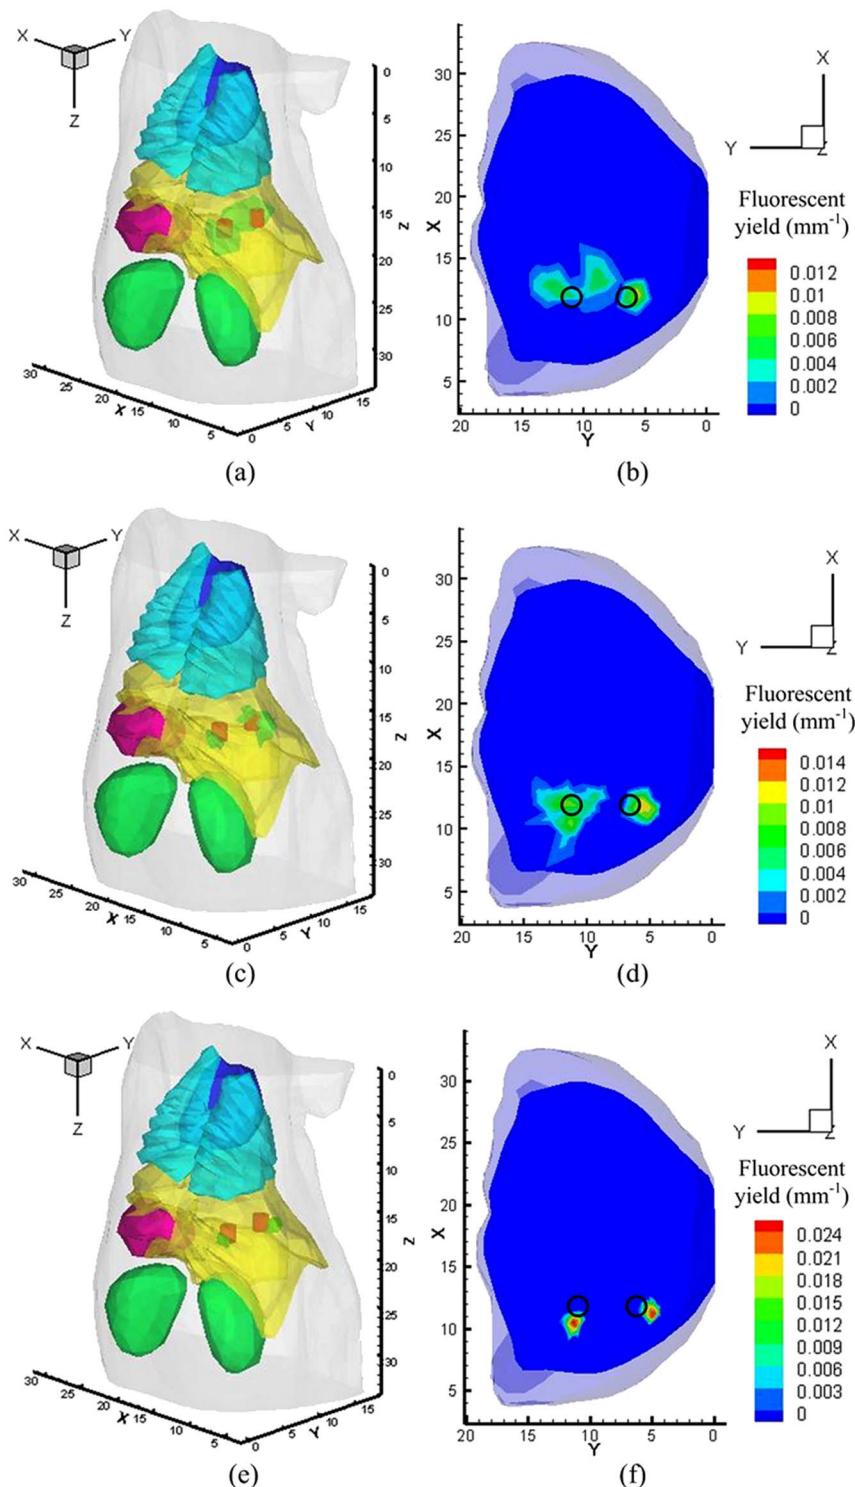 X Y
Z
0
5
10
15
20
25
30
Z
30 25 20 15 10 5
X
0 5 10 15
Y
(a)
30
25
20
15
10
5
X
20 15 10 5 0
Y
X
Y Z
Fluorescent
yield (mm-1)
0.012
0.01
0.008
0.006
0.004
0.002
0
(b)
X Y
Z
0
5
10
15
20
25
30
Z
30 25 20 15 10 5
X
0 5 10 15
Y
(c)
30
25
20
15
10
5
X
20 15 10 5 0
Y
X
Y Z
Fluorescent
yield (mm-1)
0.014
0.012
0.01
0.008
0.006
0.004
0.002
0
(d)
X Y
Z
0
5
10
15
20
25
30
Z
30 25 20 15 10 5
X
0 5 10 15
Y
(e)
30
25
20
15
10
5
X
20 15 10 5 0
Y
X
Y Z
Fluorescent
yield (mm-1)
0.024
0.021
0.018
0.015
0.012
0.009
0.006
0.003
0
(f)